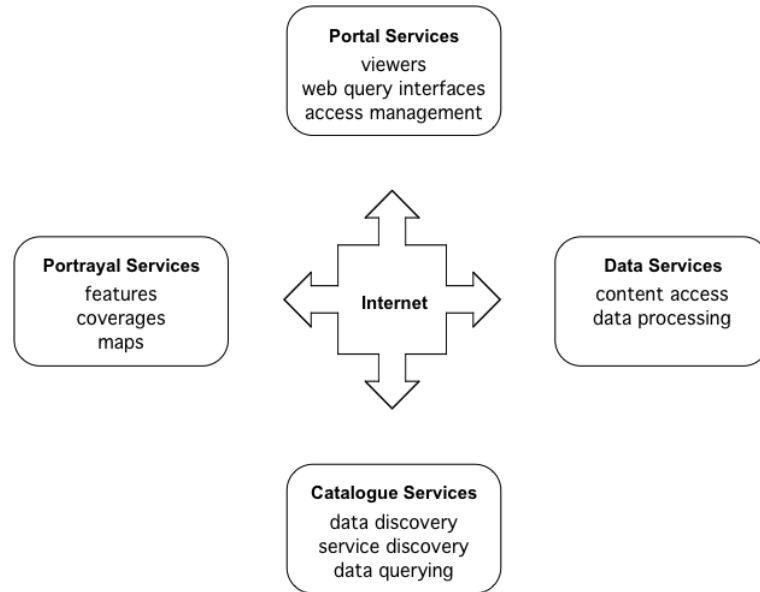 Portal Services
viewers
web query interfaces
access management
Portrayal Services
features
coverages
maps
Internet
Data Services
content access
data processing
Catalogue Services
data discovery
service discovery
data querying